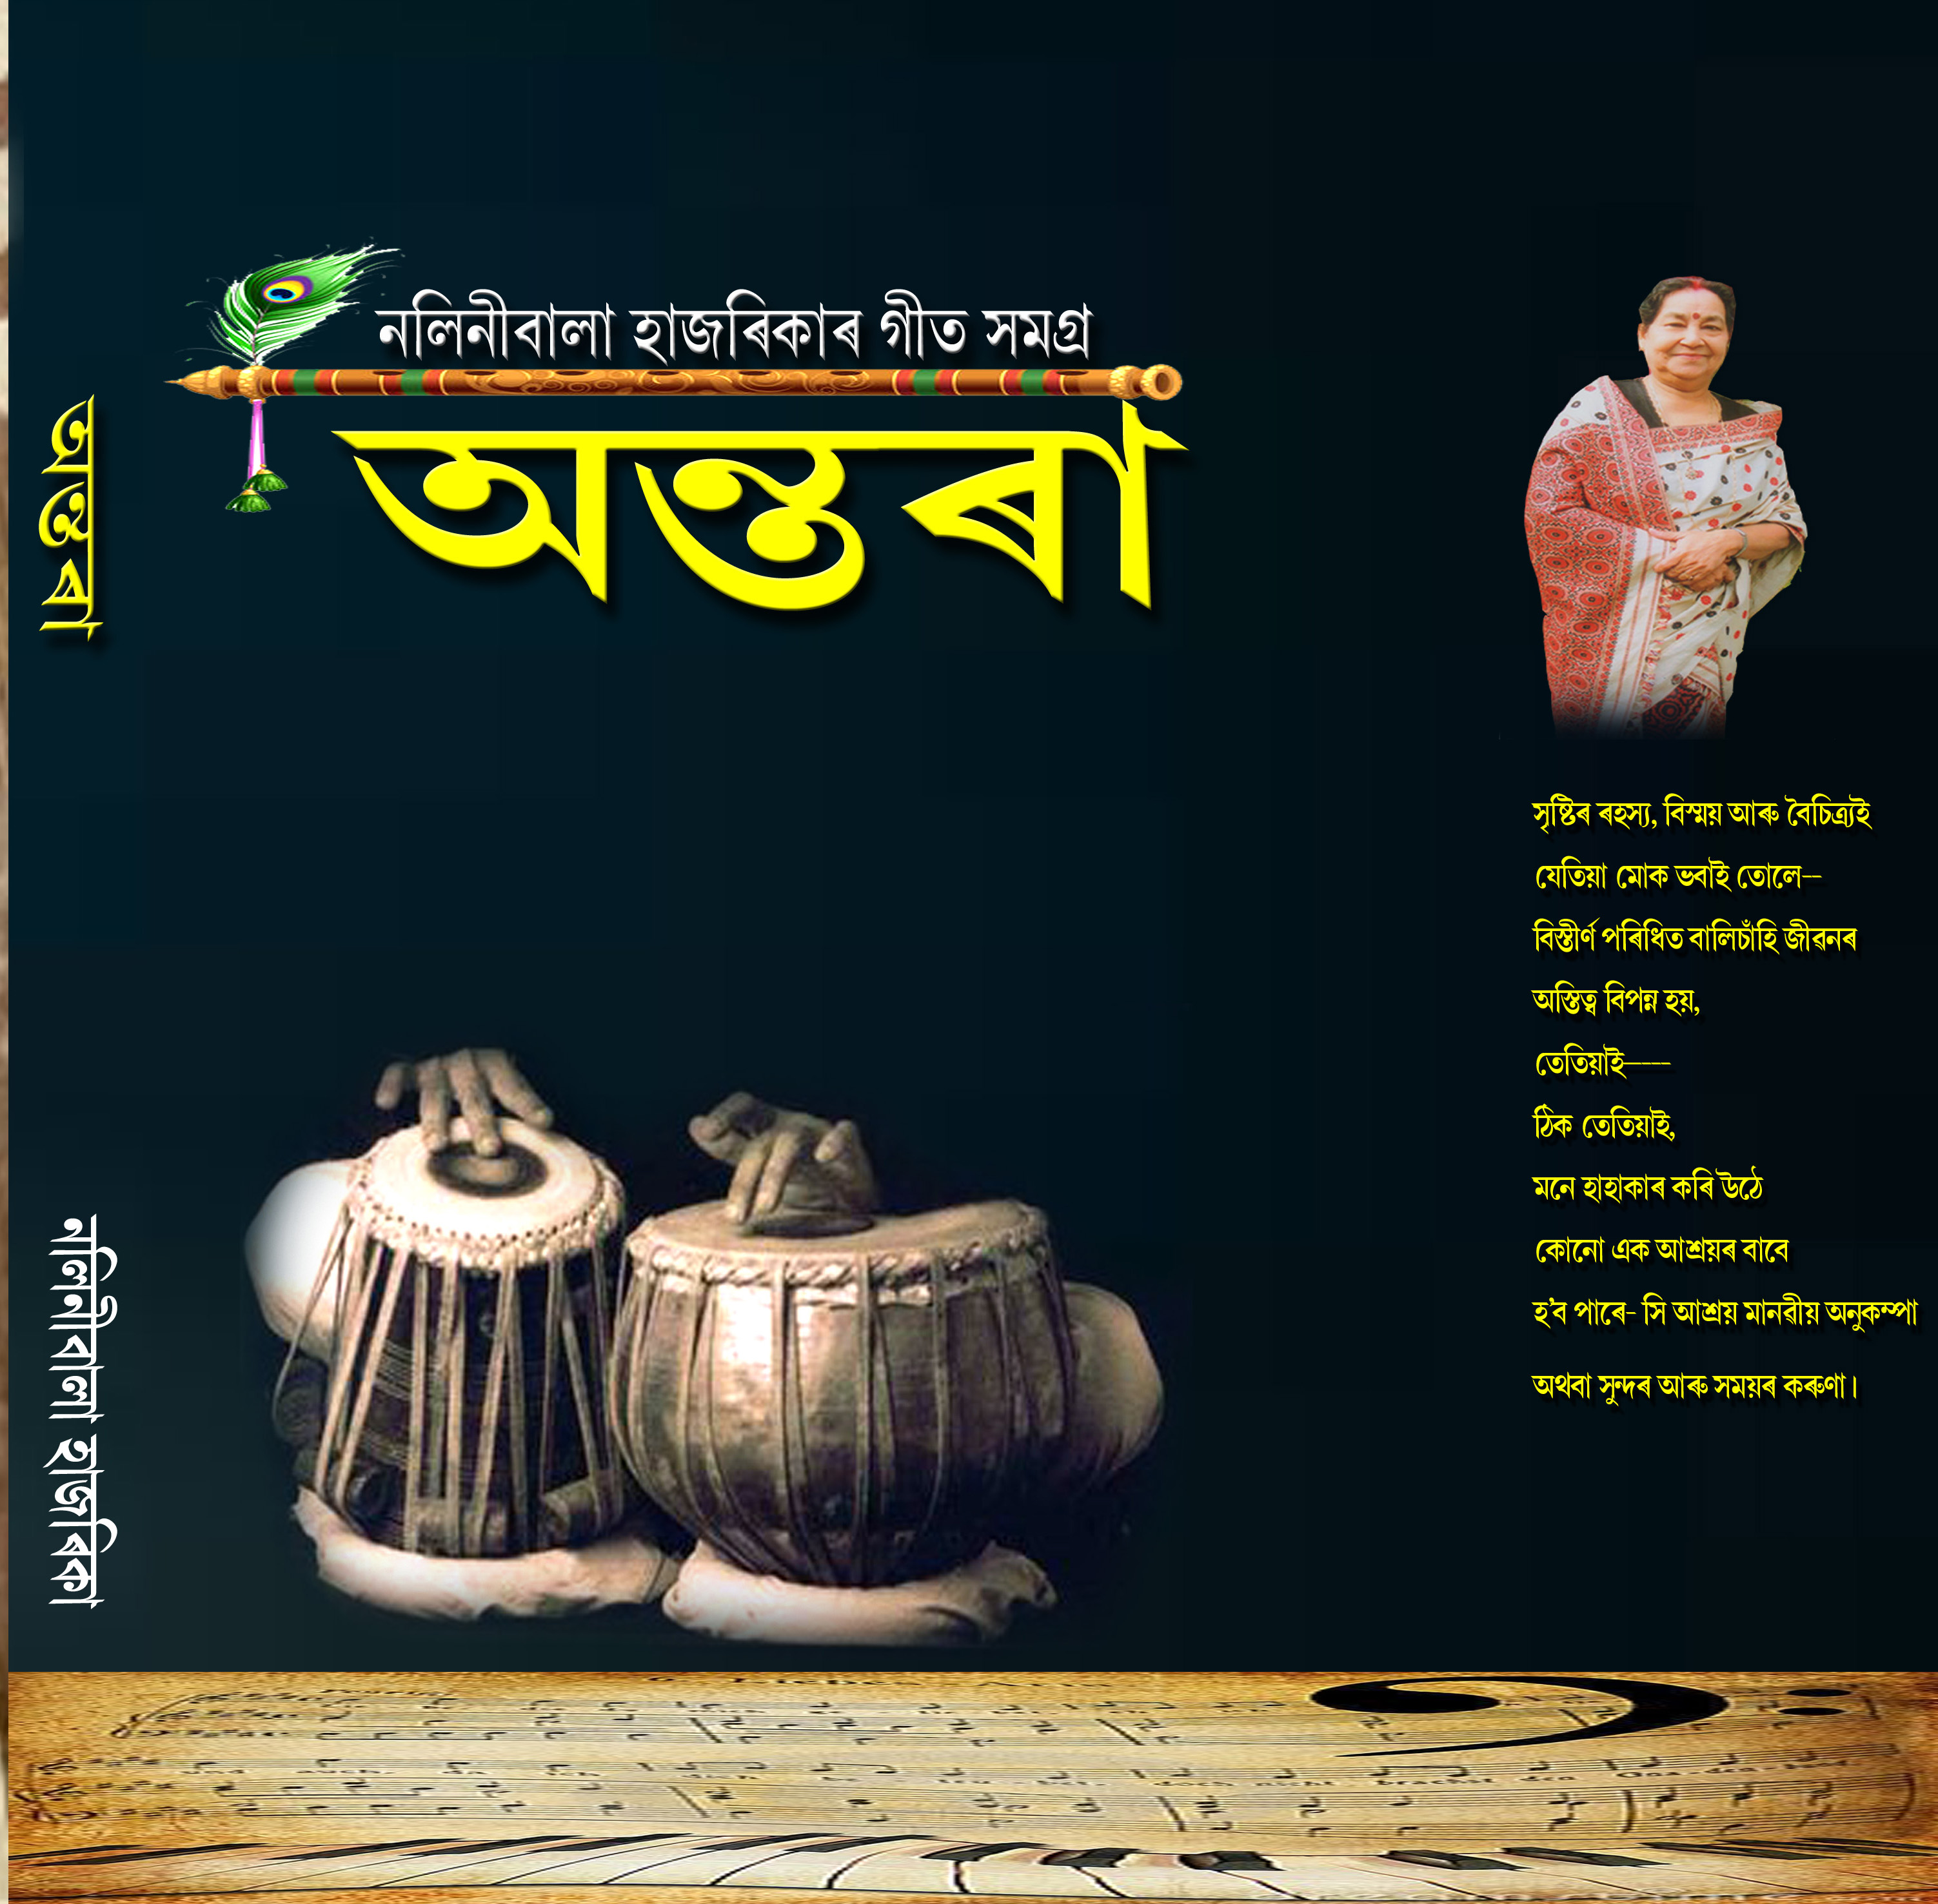 অন্তৰা
নলিনীবালা হাজৰিকা
নলিনীবালা হাজৰিকাৰ গীত সমগ্ৰ
অন্তৰা
সৃষ্টিৰ ৰহস্য, বিস্ময় আৰু বৈচিত্ৰ্যই
যেতিয়া মোক ভবাই তোলে--
বিস্তীৰ্ণ পৰিধিত বালিচাঁহি জীৱনৰ
অস্তিত্ব বিপন্ন হয়,
তেতিয়াই----
ঠিক তেতিয়াই,
মনে হাহাকাৰ কৰি উঠে
কোনো এক আশ্ৰয়ৰ বাবে
হ'ব পাৰে- সি আশ্ৰয় মানৱীয় অনুকম্পা
অথবা সুন্দৰ আৰু সময়ৰ কৰুণা।